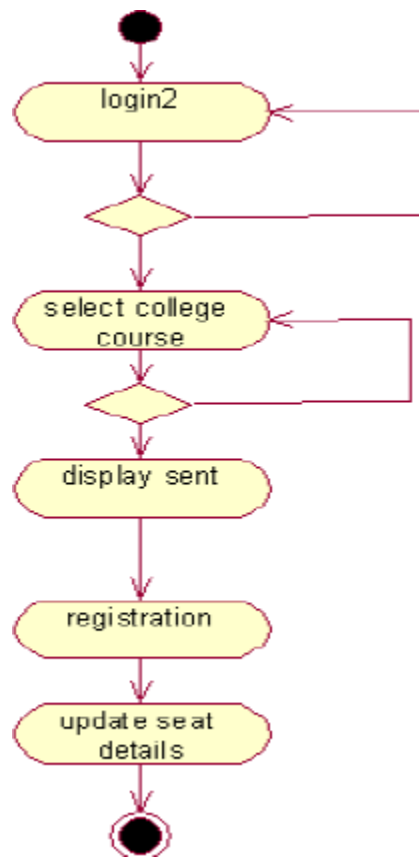 login2
select college
course
display sent
registration
update seat
details